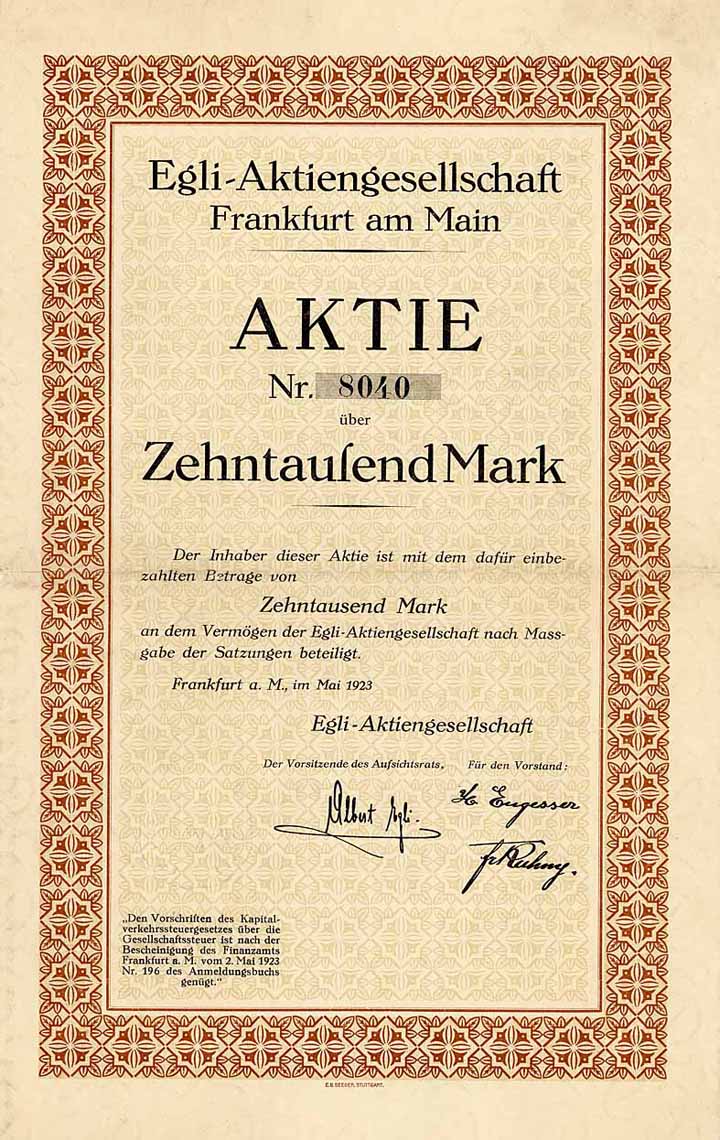 Egli-Aktiengesellschaft
Frankfurt am Main
AKTIE
Nr. 8040
über
Zehntauſend Mark
Der Inhaber dieser Aktie ist mit dem dafür einbe-
zahlten Betrage von
Zehntausend Mark
an dem Vermögen der Egli-Aktiengesellschaft nach Mass-
gabe der Satzungen beteiligt.
Frankfurt a. M., im Mai 1923
Egli-Aktiengesellschaft
Der Vorsitzende des Aufsichtsrats, Für den Vorstand:
Albert Egli.
Eugesser
„Den Vorschriften des Kapital-
verkehrssteuergesetzes über die
Gesellschaftssteuer ist nach der
Bescheinigung des Finanzamts
Frankfurt a. M. vom 2. Mai 1923
Nr. 196 des Anmeldungsbuchs
genügt."
STUTTGART.